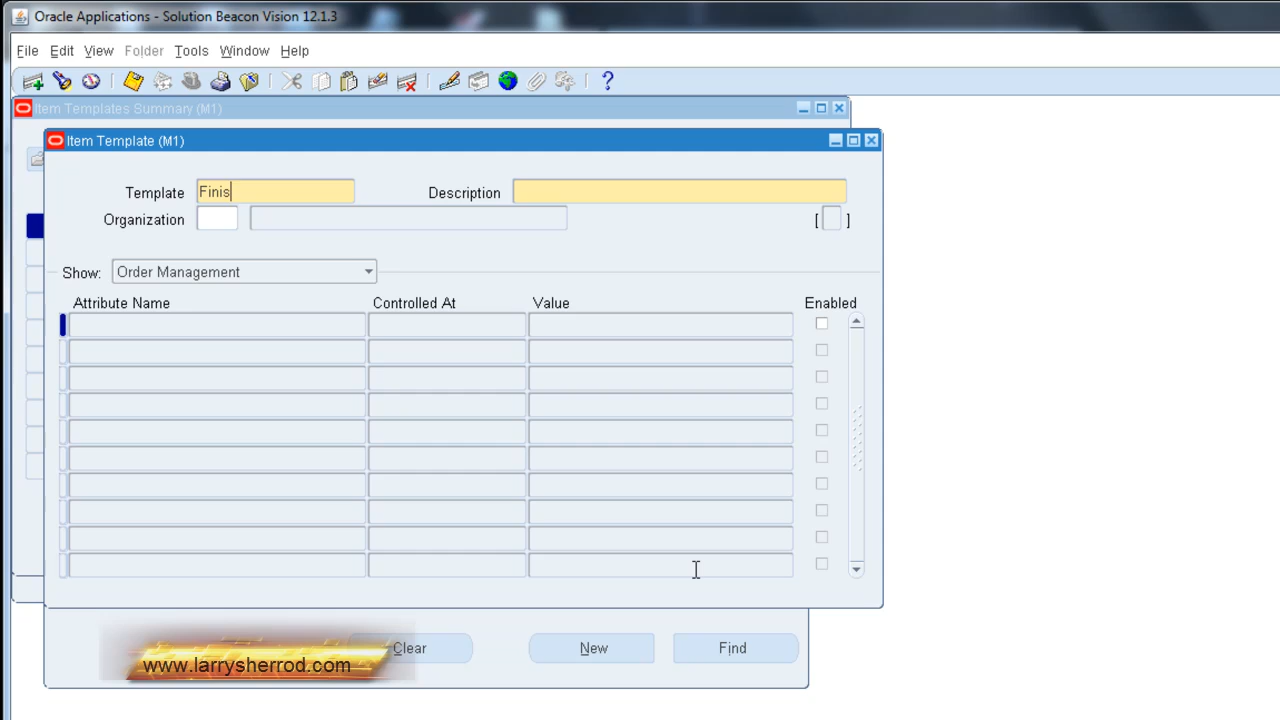 Oracle Applications - Solution Beacon Vision 12.1.3
File Edit View Folder Tools Window Help
Item Templates Summary (M1)
Item Template (M1)
Template Finis Description
Organization [ ]
Show: Order Management
Attribute Name Controlled At Value Enabled
Clear New Find
www.larrysherrod.com